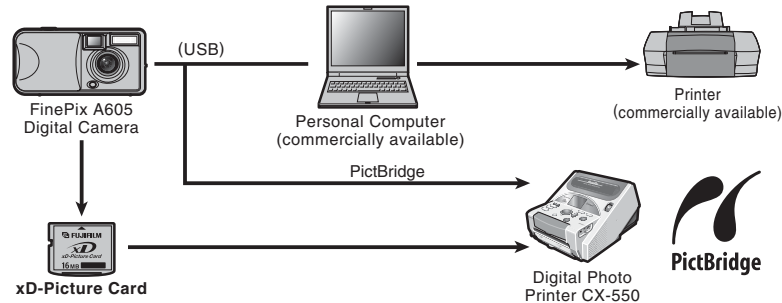 (USB)
FinePix A605
Digital Camera
Personal Computer
(commercially available)
Printer
(commercially available)
PictBridge
FUJIFILM
xD
xD-Picture Card
16MB
xD-Picture Card
Digital Photo
Printer CX-550
PictBridge